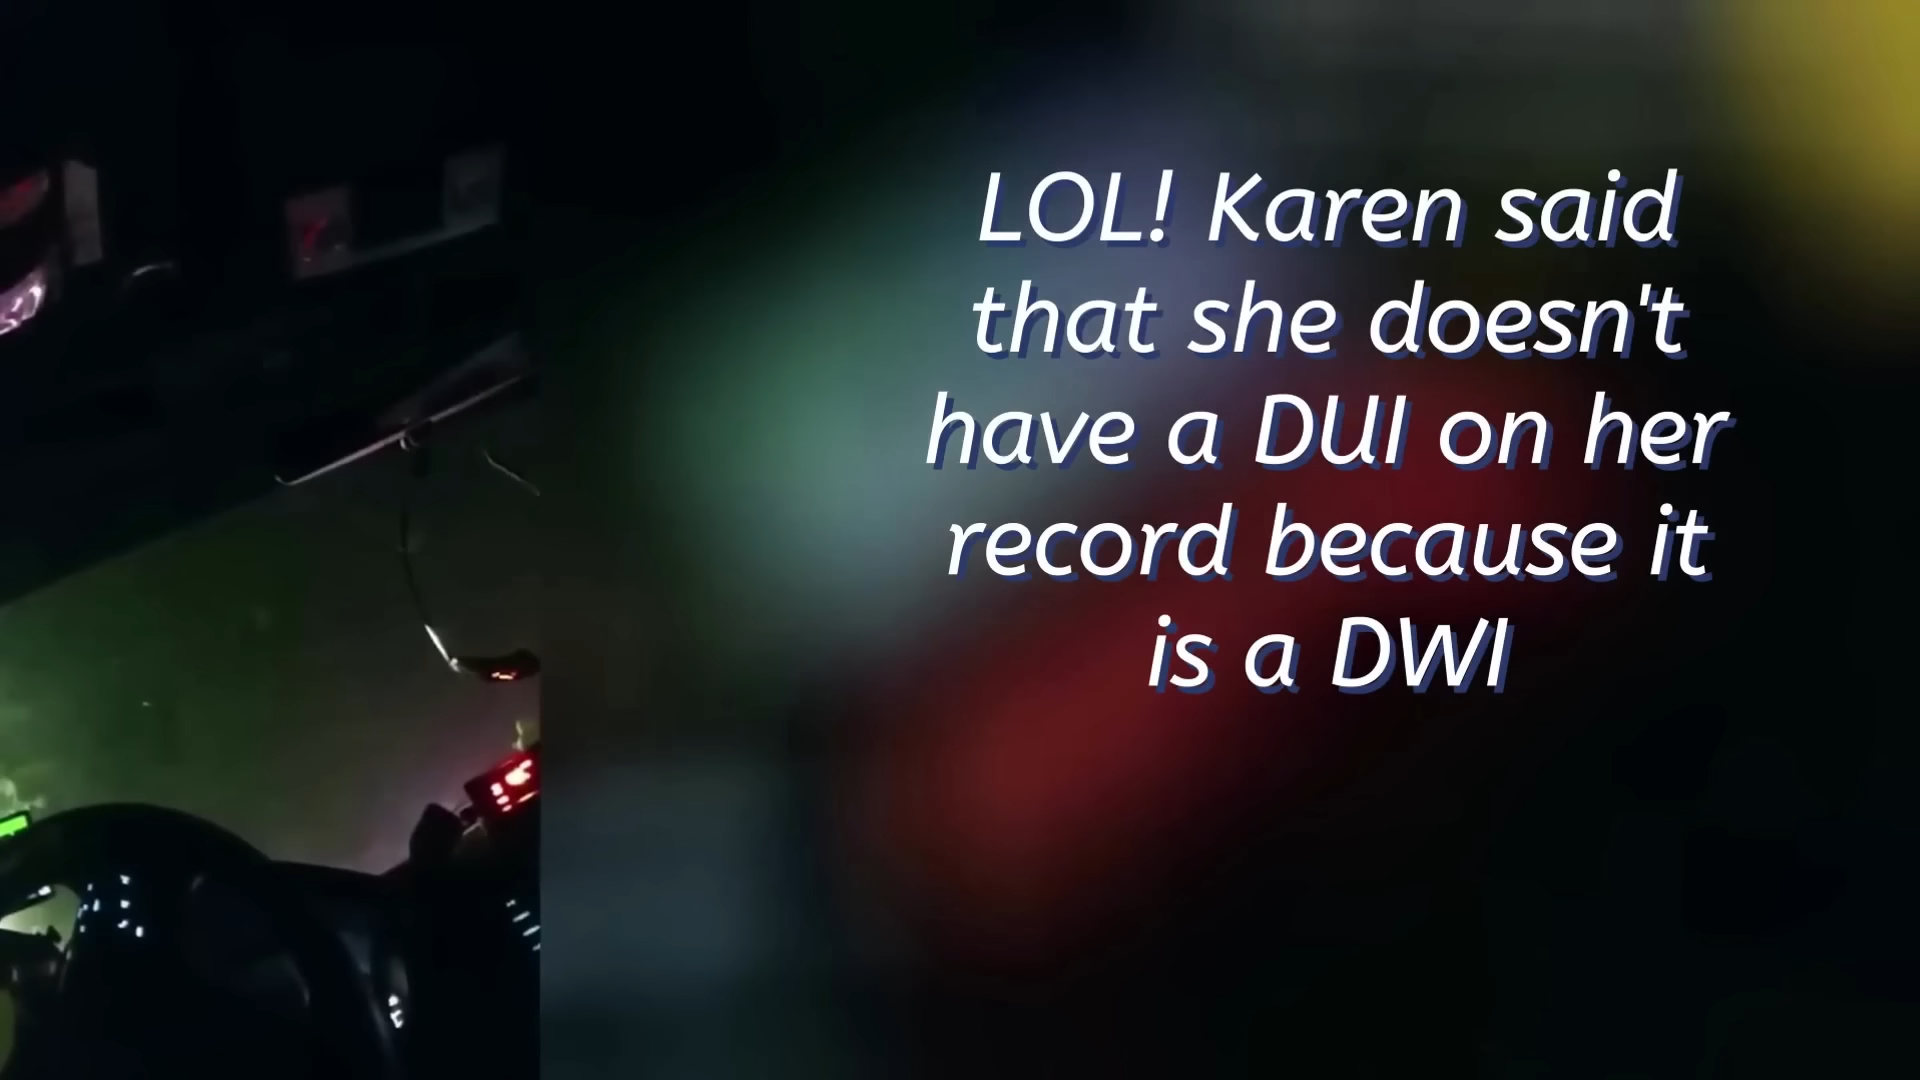 LOL! Karen said
that she doesn't
have a DUI on her
record because it
is a DWI